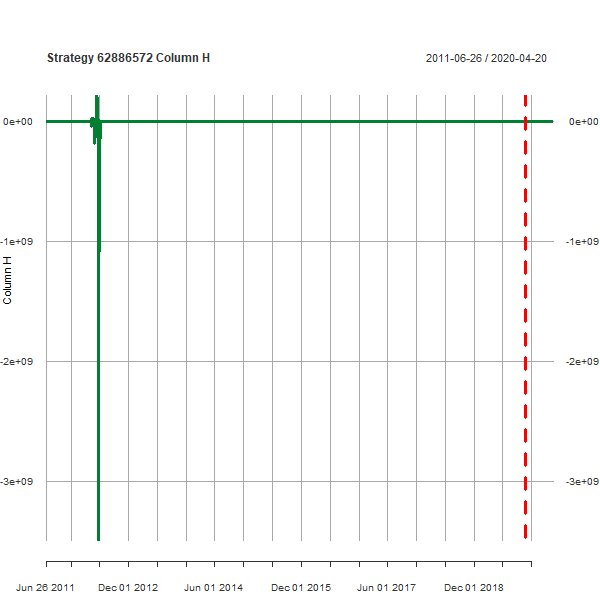 Strategy 62886572 Column H
2011-06-26 / 2020-04-20
0e+00 0e+00
-1e+09 -1e+09
Column H
-2e+09 -2e+09
-3e+09 -3e+09
Jun 26 2011 Dec 01 2012 Jun 01 2014 Dec 01 2015 Jun 01 2017 Dec 01 2018